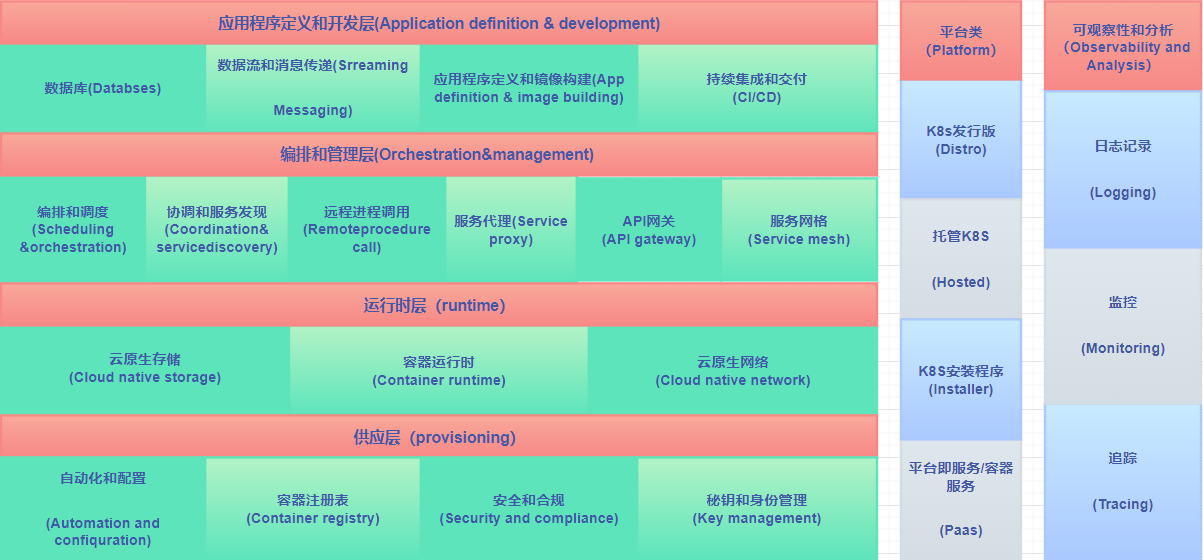 应用程序定义和开发层(Application definition & development)
数据库(Databses)
数据流和消息传递(Srreaming
Messaging)
应用程序定义和镜像构建(App
definition & image building)
持续集成和交付
(CI/CD)
编排和管理层(Orchestration&management)
编排和调度
(Scheduling
&orchestration)
协调和服务发现
(Coordination&
servicediscovery)
远程进程调用
(Remoteprocedure
call)
服务代理(Service
proxy)
API网关
(API gateway)
服务网格
(Service mesh)
运行时层（runtime）
云原生存储
(Cloud native storage)
容器运行时
(Container runtime)
云原生网络
(Cloud native network)
供应层（provisioning）
自动化和配置
(Automation and
confiquration)
容器注册表
(Container registry)
安全和合规
(Security and compliance)
秘钥和身份管理
(Key management)
平台类
（Platform）
K8s发行版
(Distro)
托管K8S
(Hosted)
K8S安装程序
(Installer)
平台即服务/容器
服务
(Paas)
可观察性和分析
（Observability and
Analysis）
日志记录
(Logging)
监控
(Monitoring)
追踪
(Tracing)